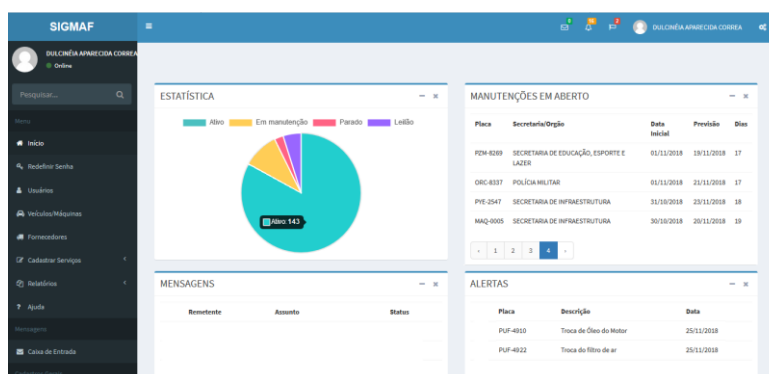 SIGMAF
DULCINÉIA APARECIDA CORREA
DULCINÉIA APARECIDA CORREA
Online
Pesquisar...
Menu
Início
Redefinir Senha
Usuários
Veículos/Máquinas
Fornecedores
Cadastrar Serviços
Relatórios
? Ajuda
Mensagens
Caixa de Entrada
ESTATÍSTICA
Ativo Em manutenção Parado Leilão
Ativo: 143
MANUTENÇÕES EM ABERTO
Placa Secretaria/Orgão Data Inicial Previsão Dias
PZM-8269 SECRETARIA DE EDUCAÇÃO, ESPORTE E LAZER 01/11/2018 19/11/2018 17
ORC-8337 POLÍCIA MILITAR 01/11/2018 21/11/2018 17
PYE-2547 SECRETARIA DE INFRAESTRUTURA 31/10/2018 23/11/2018 18
MAQ-0005 SECRETARIA DE INFRAESTRUTURA 30/10/2018 20/11/2018 19
1 2 3 4
MENSAGENS
Remetente Assunto Status
ALERTAS
Placa Descrição Data
PUF-4910 Troca de Óleo do Motor 25/11/2018
PUF-4922 Troca do filtro de ar 25/11/2018